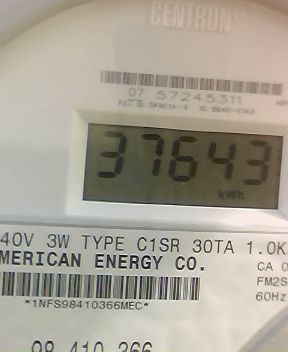 CENTRON®
07 57245311
37643
kWh
40V 3W TYPE C1SR 30TA 1.0K
MERICAN ENERGY CO.
CA 0
FM2S
*1NFS98410366MEC*
60Hz
98 410 366